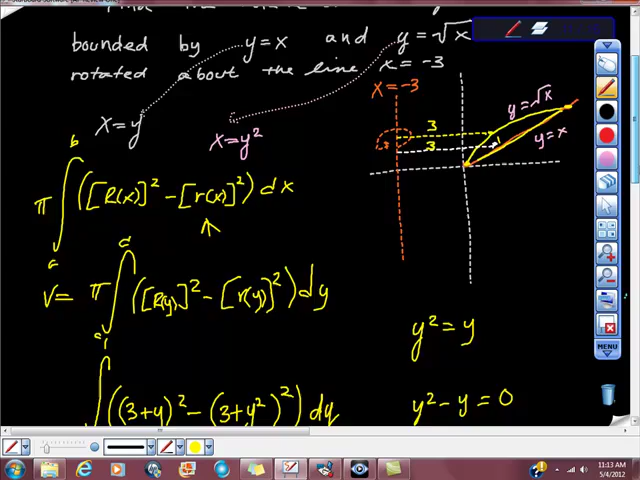 bounded by y = x and y = √x
rotated about the line x = -3
x = -3
x = y
x = y²
y = √x
y = x
3
3
π ∫ₐᵇ ([R(x)]² - [r(x)]²) dx
V = π ∫ ([R(y)]² - [r(y)]²) dy
y² = y
∫ ((3+y)² - (3+y²)²) dy
y² - y = 0
MENU
11:13 AM
5/4/2012